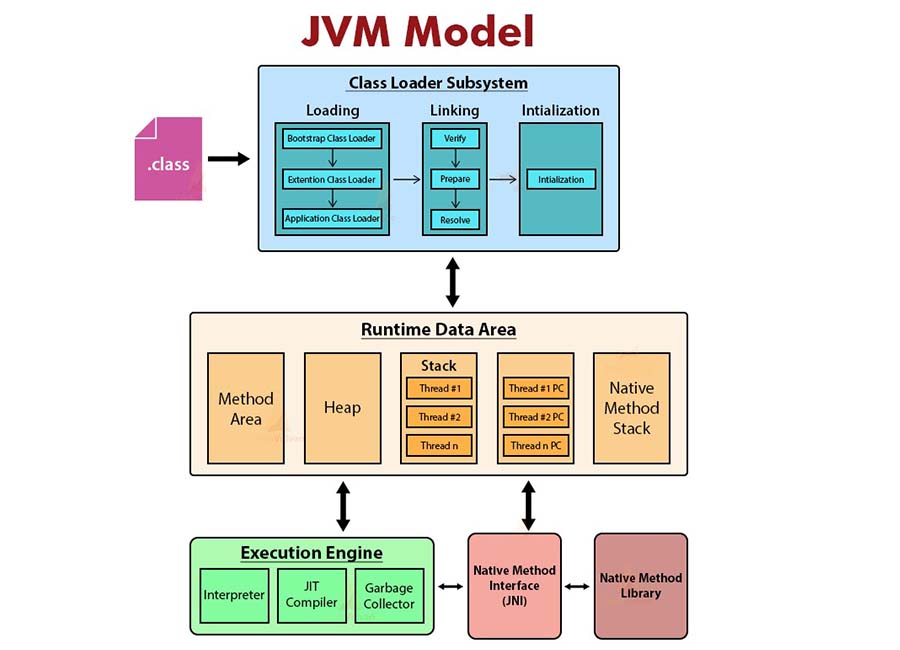 JVM Model
Class Loader Subsystem
Loading
Linking
Intialization
.class
Bootstrap Class Loader
Extention Class Loader
Application Class Loader
Verify
Prepare
Resolve
Intialization
Runtime Data Area
Method
Area
Heap
Stack
Thread #1
Thread #2
Thread n
Thread #1 PC
Thread #2 PC
Thread n PC
Native
Method
Stack
Execution Engine
Interpreter
JIT
Compiler
Garbage
Collector
Native Method
Interface
(JNI)
Native Method
Library